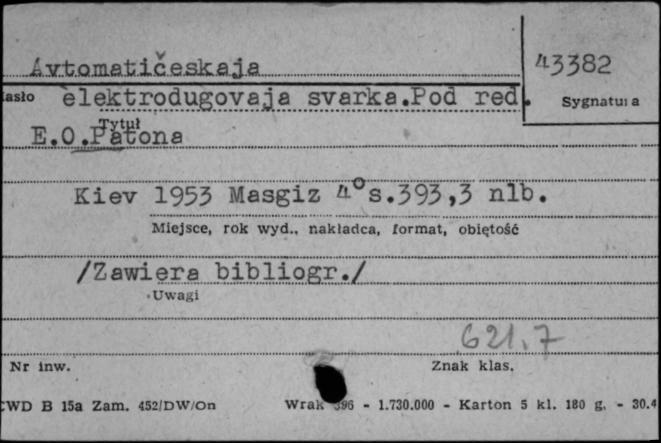 Avtomatičeskaja
43382
asło elektrodugovaja svarka.Pod red.
Sygnatura
Tytuł
E.O.Patona
Kiev 1953 Masgiz 4° s.393,3 nlb.
Miejsce, rok wyd., nakładca, format, objętość
/Zawiera bibliogr./
Uwagi
621.7
Nr inw.
Znak klas.
CWD B 15a Zam. 452/DW/On Wrak 396 - 1.730.000 - Karton 5 kl. 180 g. - 30.4